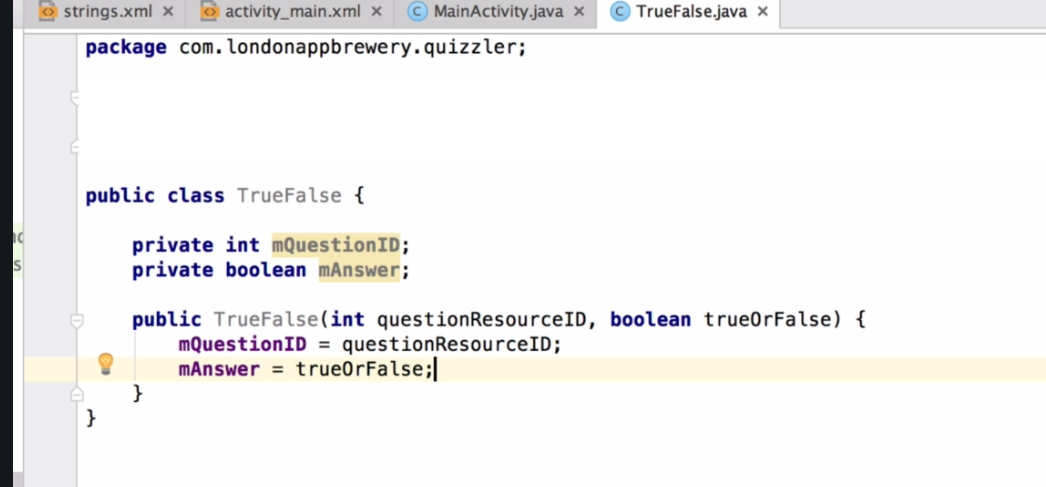 strings.xml activity_main.xml MainActivity.java TrueFalse.java
package com.londonappbrewery.quizzler;
public class TrueFalse {
private int mQuestionID;
private boolean mAnswer;
public TrueFalse(int questionResourceID, boolean trueOrFalse) {
mQuestionID = questionResourceID;
mAnswer = trueOrFalse;
}
}